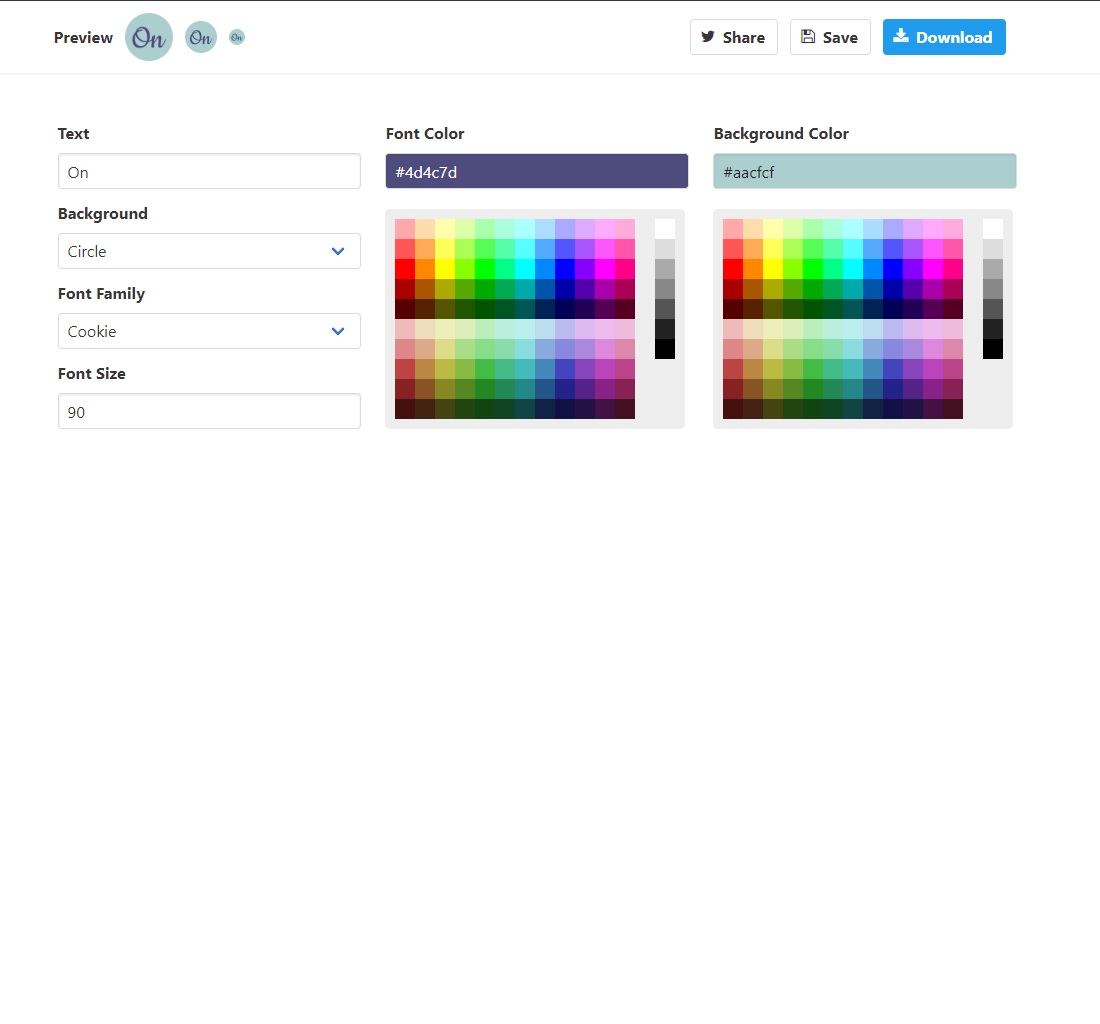 Preview On On On Share Save Download
Text
On
Background
Circle
Font Family
Cookie
Font Size
90
Font Color
#4d4c7d
Background Color
#aacfcf